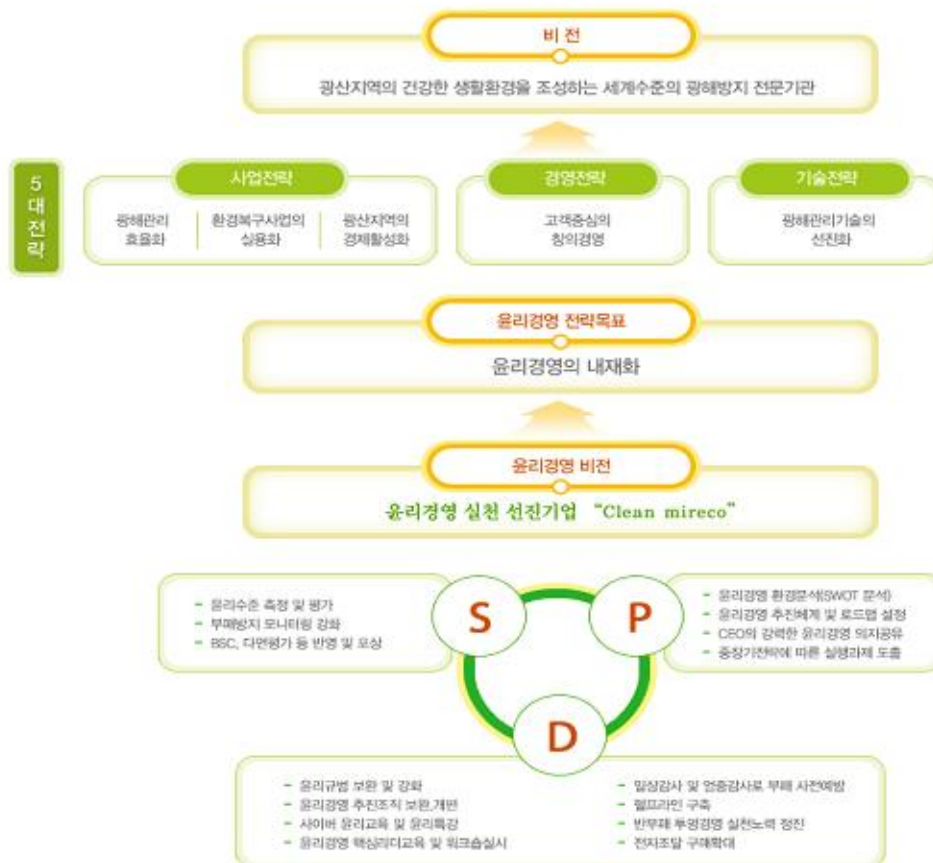 비 전
광산지역의 건강한 생활환경을 조성하는 세계수준의 광해방지 전문기관
5대전략
사업전략
광해관리
효율화
환경복구사업의
실용화
광산지역의
경제활성화
경영전략
고객중심의
창의경영
기술전략
광해관리기술의
선진화
윤리경영 전략목표
윤리경영의 내재화
윤리경영 비전
윤리경영 실천 선진기업 “Clean mireco”
S
- 윤리수준 측정 및 평가
- 부패방지 모니터링 강화
- BSC, 다면평가 등 반영 및 포상
P
- 윤리경영 환경분석(SWOT 분석)
- 윤리경영 추진체계 및 로드맵 설정
- CEO의 강력한 윤리경영 의지공유
- 중장기전략에 따른 실행과제 도출
D
- 윤리규범 보완 및 강화
- 윤리경영 추진조직 보완,개편
- 사이버 윤리교육 및 윤리특강
- 윤리경영 핵심리더교육 및 워크숍실시
- 일상감사 및 엄중감사로 부패 사전예방
- 헬프라인 구축
- 반부패 투명경영 실천노력 정진
- 전자조달 구매확대